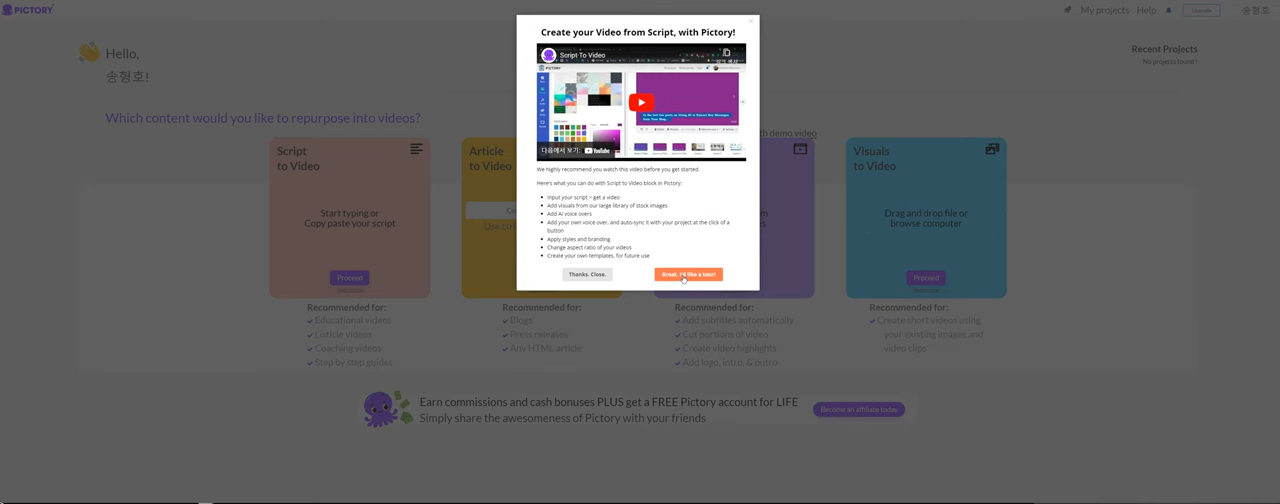 PICTORY
My projects Help Upgrade 송형호
Hello,
송형호!
Recent Projects
No projects found !
Which content would you like to repurpose into videos?
Create your Video from Script, with Pictory!
Script To Video
PICTORY
다음에서 보기: YouTube
We highly recommend you watch this video before you get started.
Here's what you can do with Script to Video block in Pictory:
Input your script – get a video
Add visuals from our large library of stock images
Add AI voice overs
Add your own voice over, and auto-sync it with your project at the click of a
button
Apply styles and branding
Change aspect ratio of your videos
Create your own templates, for future use
Thanks. Close.
Great, I'd like a tour!
Script
to Video
Start typing or
Copy paste your script
Proceed
Recommended for:
Educational videos
Listicle videos
Coaching videos
Step by step guides
Article
to Video
Recommended for:
Blogs
Press releases
Any HTML article
th demo video
Recommended for:
Add subtitles automatically
Cut portions of video
Create video highlights
Add logo, intro, & outro
Visuals
to Video
Drag and drop file or
browse computer
Proceed
Recommended for:
Create short videos using
your existing images and
video clips
Earn commissions and cash bonuses PLUS get a FREE Pictory account for LIFE
Simply share the awesomeness of Pictory with your friends
Become an affiliate today